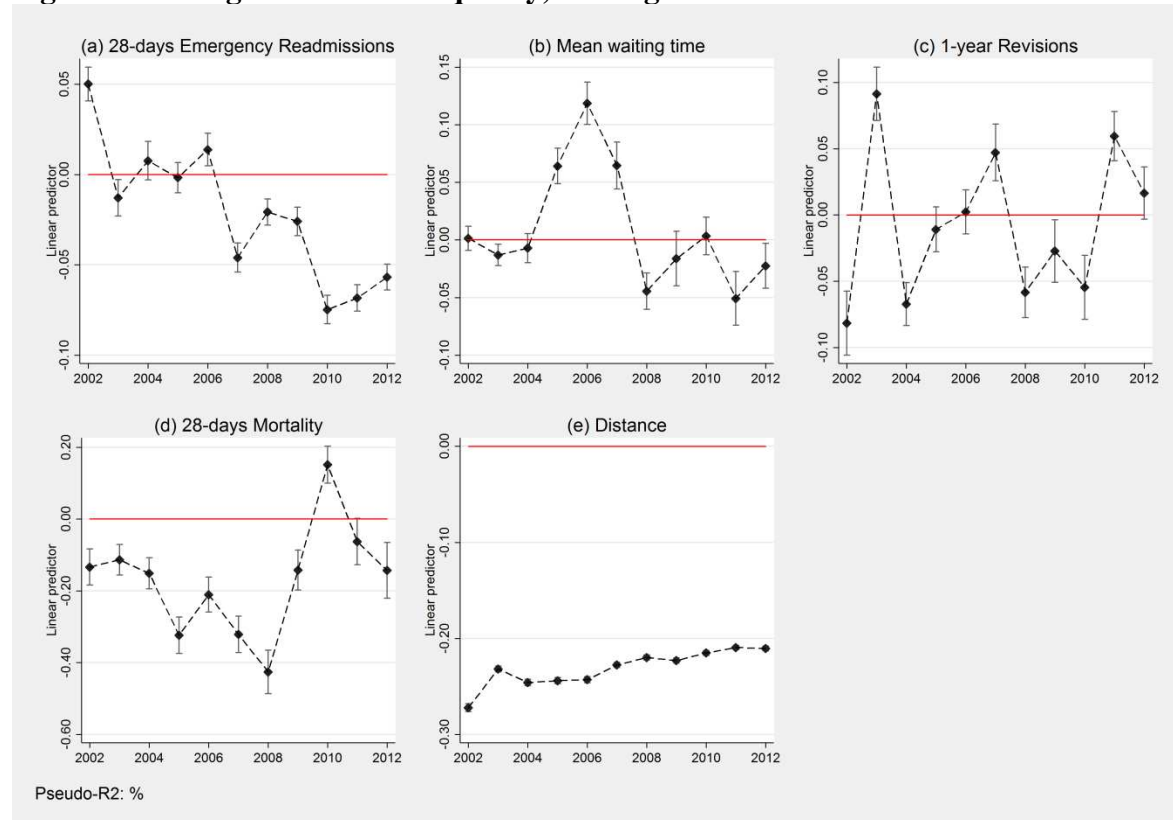 (a) 28-days Emergency Readmissions
Linear predictor
0.05
0.00
-0.05
-0.10
2002 2004 2006 2008 2010 2012
(b) Mean waiting time
Linear predictor
0.15
0.10
0.05
0.00
-0.05
-0.10
2002 2004 2006 2008 2010 2012
(c) 1-year Revisions
Linear predictor
0.10
0.05
0.00
-0.05
-0.10
2002 2004 2006 2008 2010 2012
(d) 28-days Mortality
Linear predictor
0.20
0.00
-0.20
-0.40
-0.60
2002 2004 2006 2008 2010 2012
(e) Distance
Linear predictor
0.00
-0.10
-0.20
-0.30
2002 2004 2006 2008 2010 2012
Pseudo-R2: %